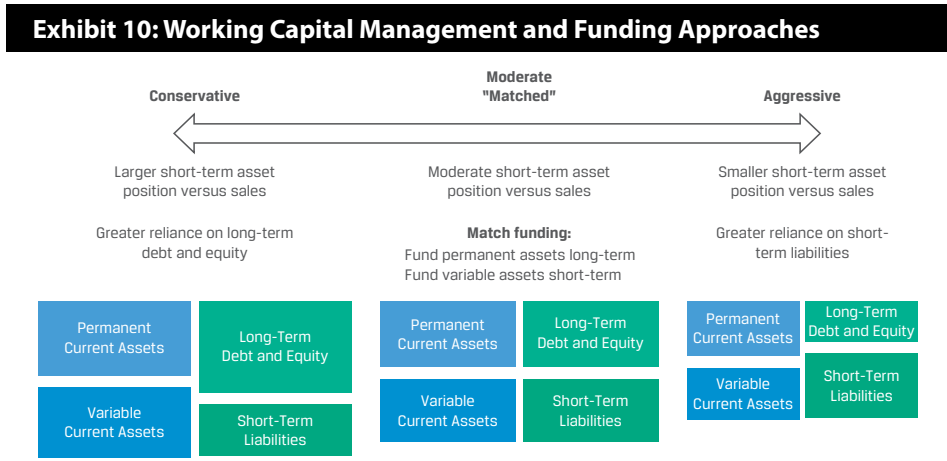 Exhibit 10: Working Capital Management and Funding Approaches
Conservative
Moderate
"Matched"
Aggressive
Larger short-term asset
position versus sales
Moderate short-term asset
position versus sales
Smaller short-term asset
position versus sales
Greater reliance on long-term
debt and equity
Match funding:
Fund permanent assets long-term
Fund variable assets short-term
Greater reliance on short-
term liabilities
Permanent
Current Assets
Long-Term
Debt and Equity
Variable
Current Assets
Short-Term
Liabilities
Permanent
Current Assets
Long-Term
Debt and Equity
Variable
Current Assets
Short-Term
Liabilities
Permanent
Current Assets
Long-Term
Debt and Equity
Variable
Current Assets
Short-Term
Liabilities